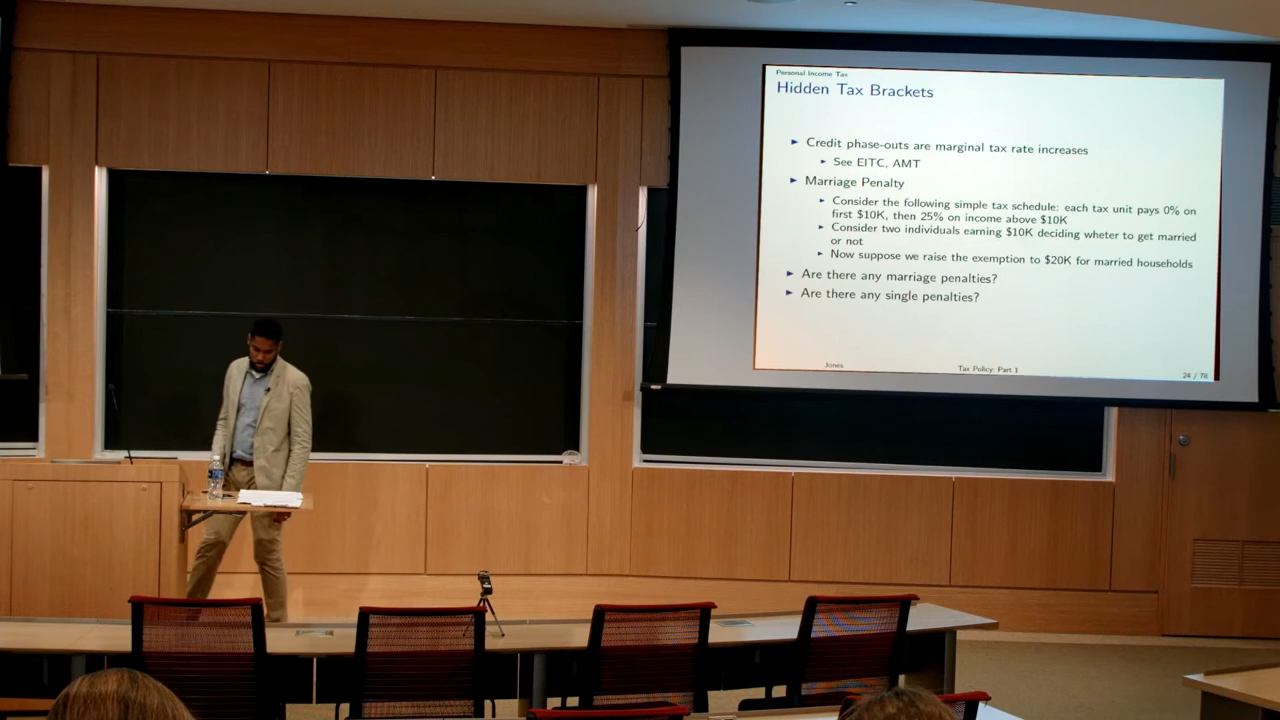 Personal Income Tax
Hidden Tax Brackets
► Credit phase-outs are marginal tax rate increases
► See EITC, AMT
► Marriage Penalty
► Consider the following simple tax schedule: each tax unit pays 0% on
first $10K, then 25% on income above $10K
► Consider two individuals earning $10K deciding wheter to get married
or not
► Now suppose we raise the exemption to $20K for married households
► Are there any marriage penalties?
► Are there any single penalties?
Jones
Tax Policy: Part 1
24 / 78